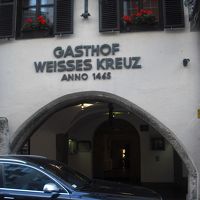 GASTHOF
WEISSES KREUZ
ANNO 1465